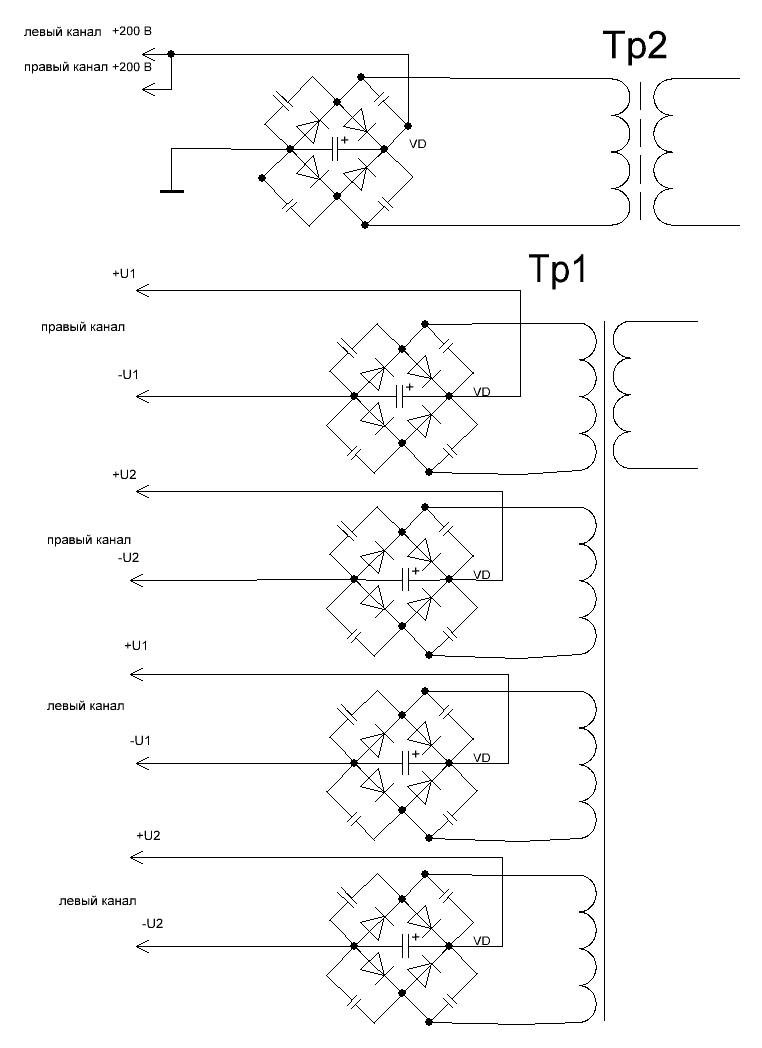 левый канал +200 В
Тр2
правый канал +200 В
+
VD
Тр1
+U1
правый канал
-U1
+
VD
+U2
правый канал
-U2
+
VD
+U1
левый канал
-U1
+
VD
+U2
левый канал
-U2
+
VD